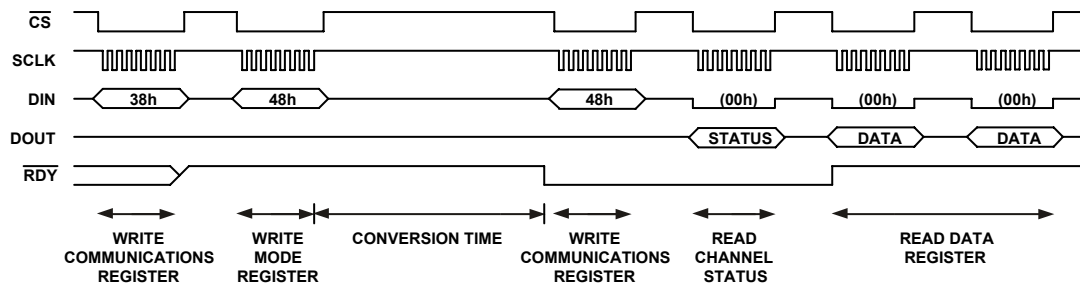 CS
SCLK
DIN 38h 48h 48h (00h) (00h) (00h)
DOUT STATUS DATA DATA
RDY
WRITE
COMMUNICATIONS
REGISTER
WRITE
MODE
REGISTER
CONVERSION TIME
WRITE
COMMUNICATIONS
REGISTER
READ
CHANNEL
STATUS
READ DATA
REGISTER